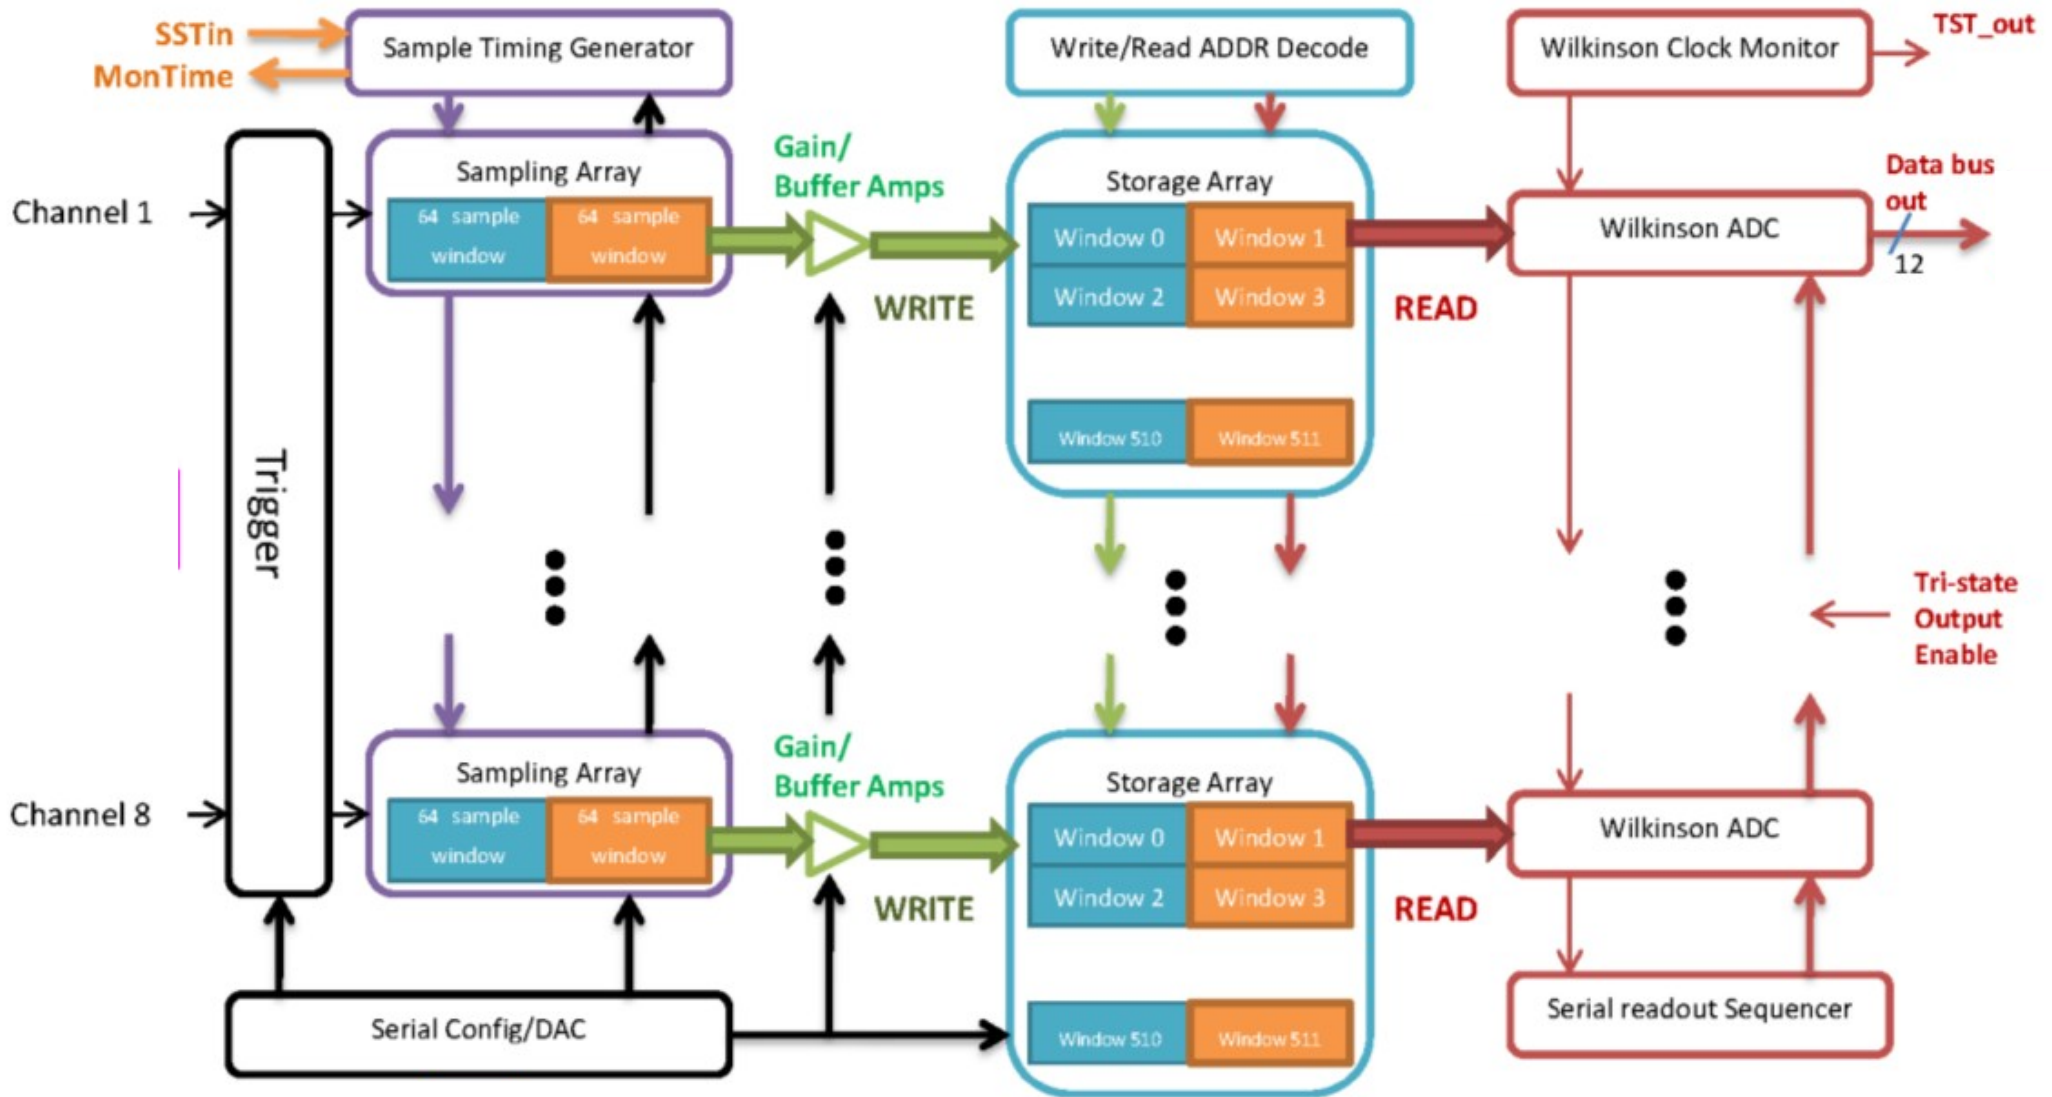 SSTin
MonTime
Sample Timing Generator
Write/Read ADDR Decode
Wilkinson Clock Monitor
TST_out
Channel 1
Trigger
Sampling Array
64 sample
window
64 sample
window
Gain/
Buffer Amps
WRITE
Storage Array
Window 0
Window 1
Window 2
Window 3
Window 510
Window 511
READ
Wilkinson ADC
Data bus
out
12
Tri-state
Output
Enable
Channel 8
Sampling Array
64 sample
window
64 sample
window
Gain/
Buffer Amps
WRITE
Storage Array
Window 0
Window 1
Window 2
Window 3
Window 510
Window 511
READ
Wilkinson ADC
Serial Config/DAC
Serial readout Sequencer